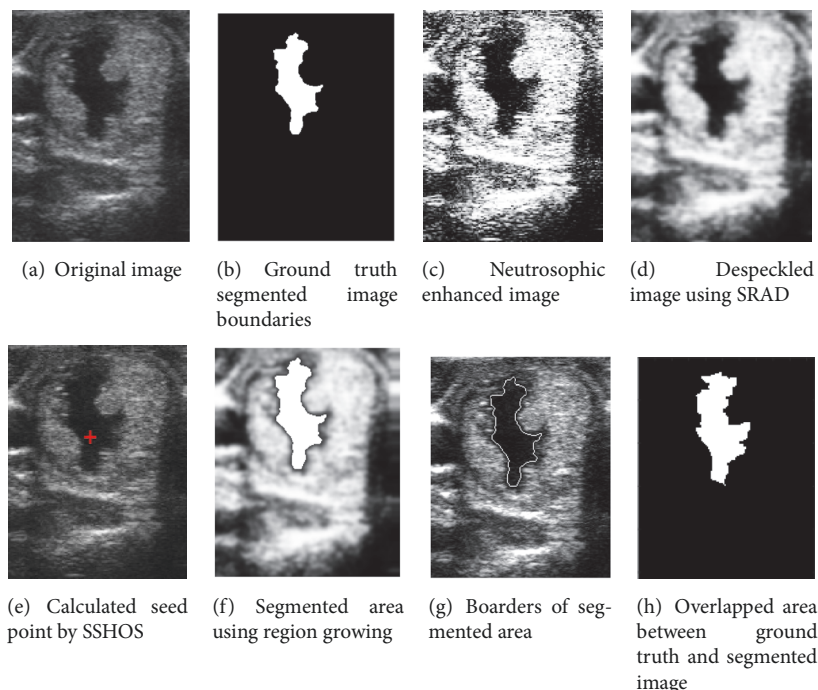 (a) Original image
(b) Ground truth
segmented image
boundaries
(c) Neutrosophic
enhanced image
(d) Despeckled
image using SRAD
(e) Calculated seed
point by SSHOS
(f) Segmented area
using region growing
(g) Boarders of seg-
mented area
(h) Overlapped area
between ground
truth and segmented
image